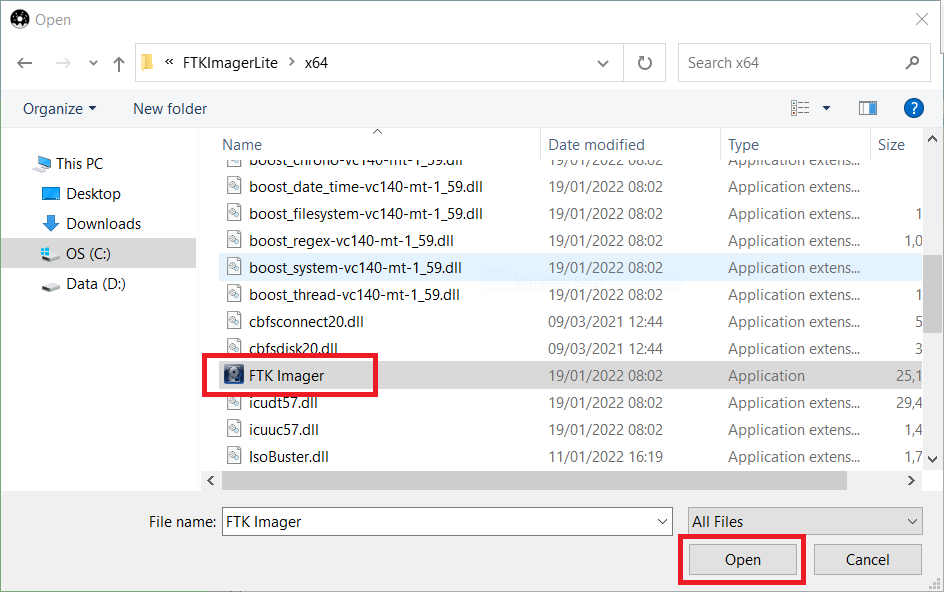 Open
« FTKImagerLite > x64
Search x64
Organize New folder
?
Name Date modified Type Size
boost_chrono-vc140-mt-1_59.dll 19/01/2022 08:02 Application extens...
boost_date_time-vc140-mt-1_59.dll 19/01/2022 08:02 Application extens...
boost_filesystem-vc140-mt-1_59.dll 19/01/2022 08:02 Application extens... 1
boost_regex-vc140-mt-1_59.dll 19/01/2022 08:02 Application extens... 1,0
boost_system-vc140-mt-1_59.dll 19/01/2022 08:02 Application extens...
boost_thread-vc140-mt-1_59.dll 19/01/2022 08:02 Application extens... 1
cbfsconnect20.dll 09/03/2021 12:44 Application extens... 5
cbfsdisk20.dll 09/03/2021 12:44 Application extens... 3
FTK Imager 19/01/2022 08:02 Application 25,1
icudt57.dll 19/01/2022 08:02 Application extens... 29,4
icuuc57.dll 19/01/2022 08:02 Application extens... 1,4
IsoBuster.dll 11/01/2022 16:19 Application extens... 1,7
This PC
Desktop
Downloads
OS (C:)
Data (D:)
File name: FTK Imager All Files
Open Cancel